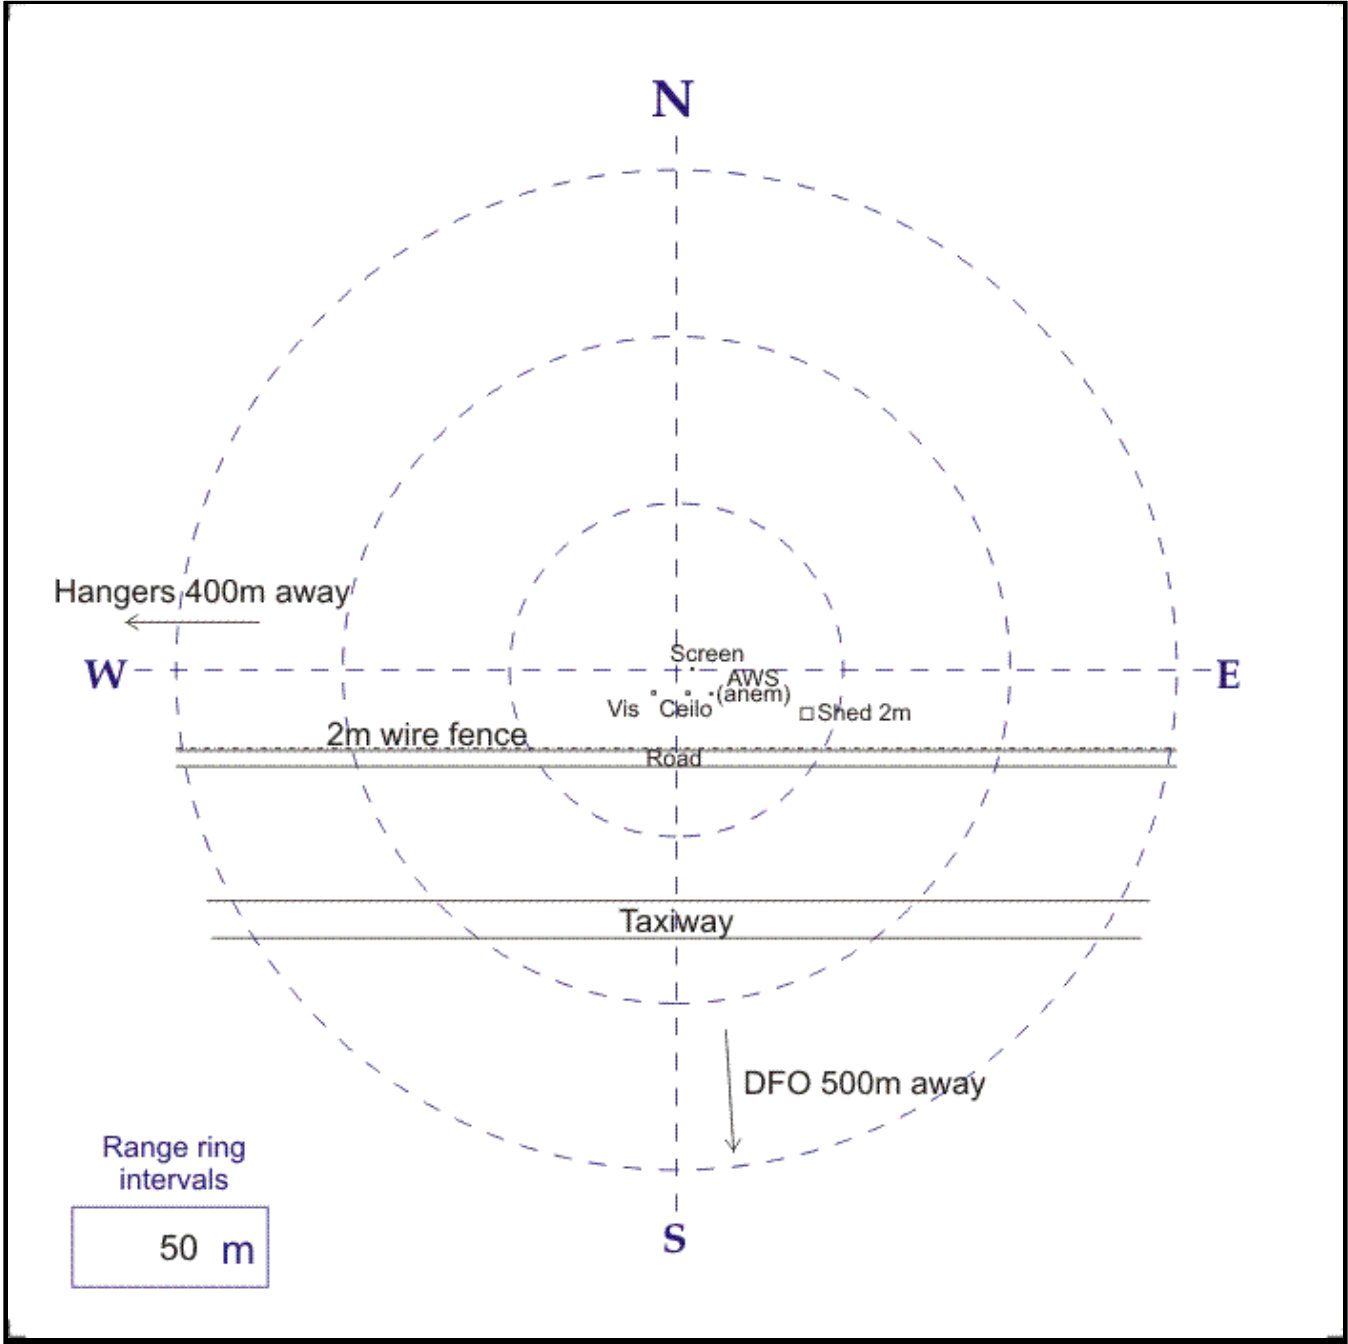 N
Hangers 400m away
W
E
Screen
AWS
(anem)
Vis
Ceilo
Shed 2m
2m wire fence
Road
Taxiway
DFO 500m away
Range ring
intervals
50 m
S